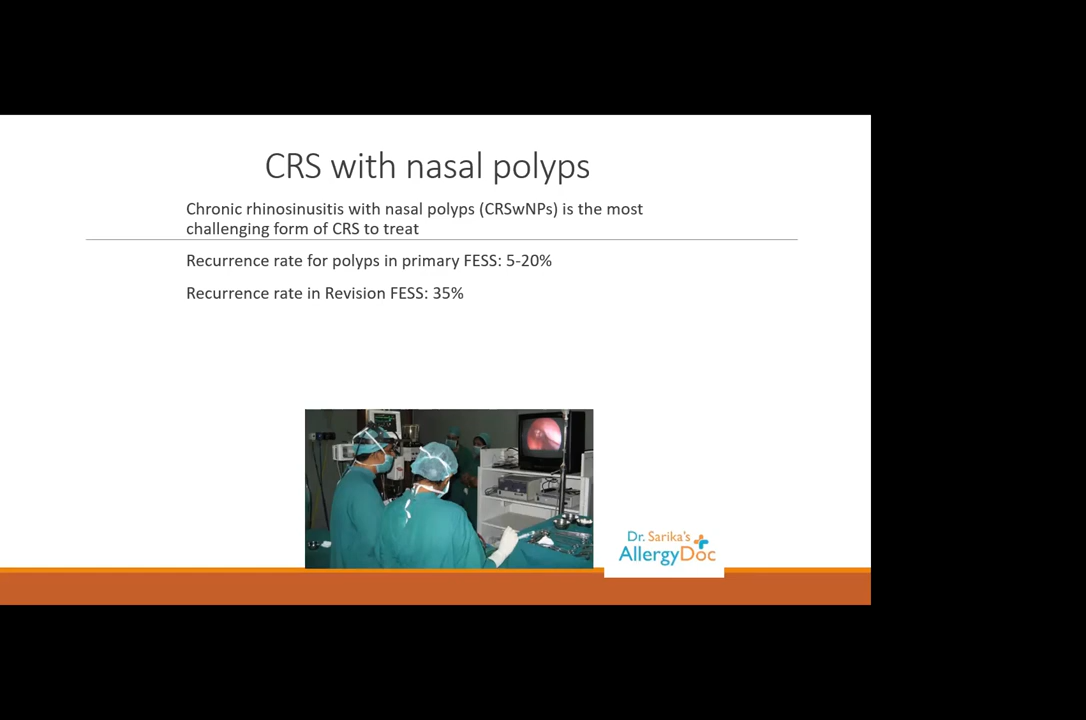 CRS with nasal polyps
Chronic rhinosinusitis with nasal polyps (CRSwNPs) is the most
challenging form of CRS to treat
Recurrence rate for polyps in primary FESS: 5-20%
Recurrence rate in Revision FESS: 35%
Dr. Sarika's
AllergyDoc